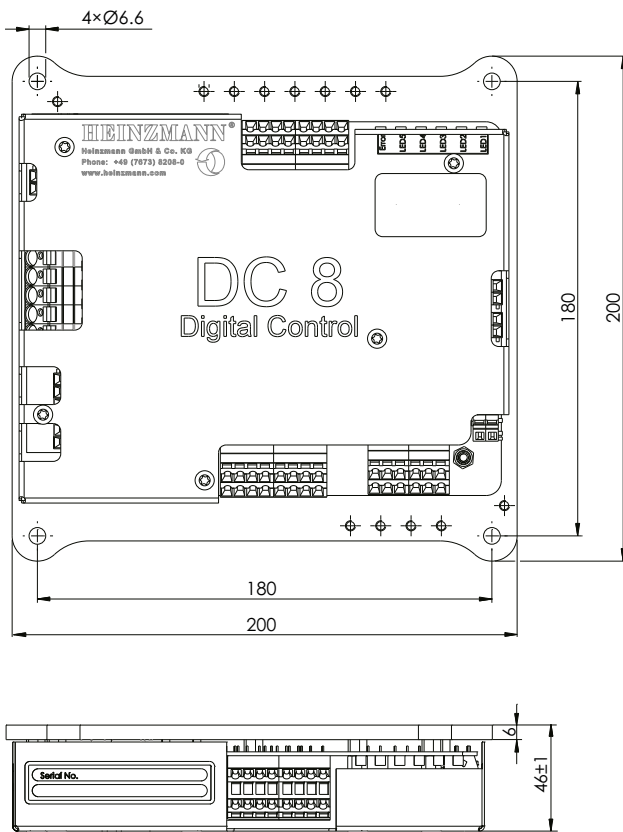 4×Ø6.6
HEINZMANN®
Heinzmann GmbH & Co. KG
Phone: +49 (7673) 8208-0
www.heinzmann.com
Error
LED5
LED4
LED3
LED2
LED1
DC 8
Digital Control
180
200
180
200
Serial No.
6
46±1